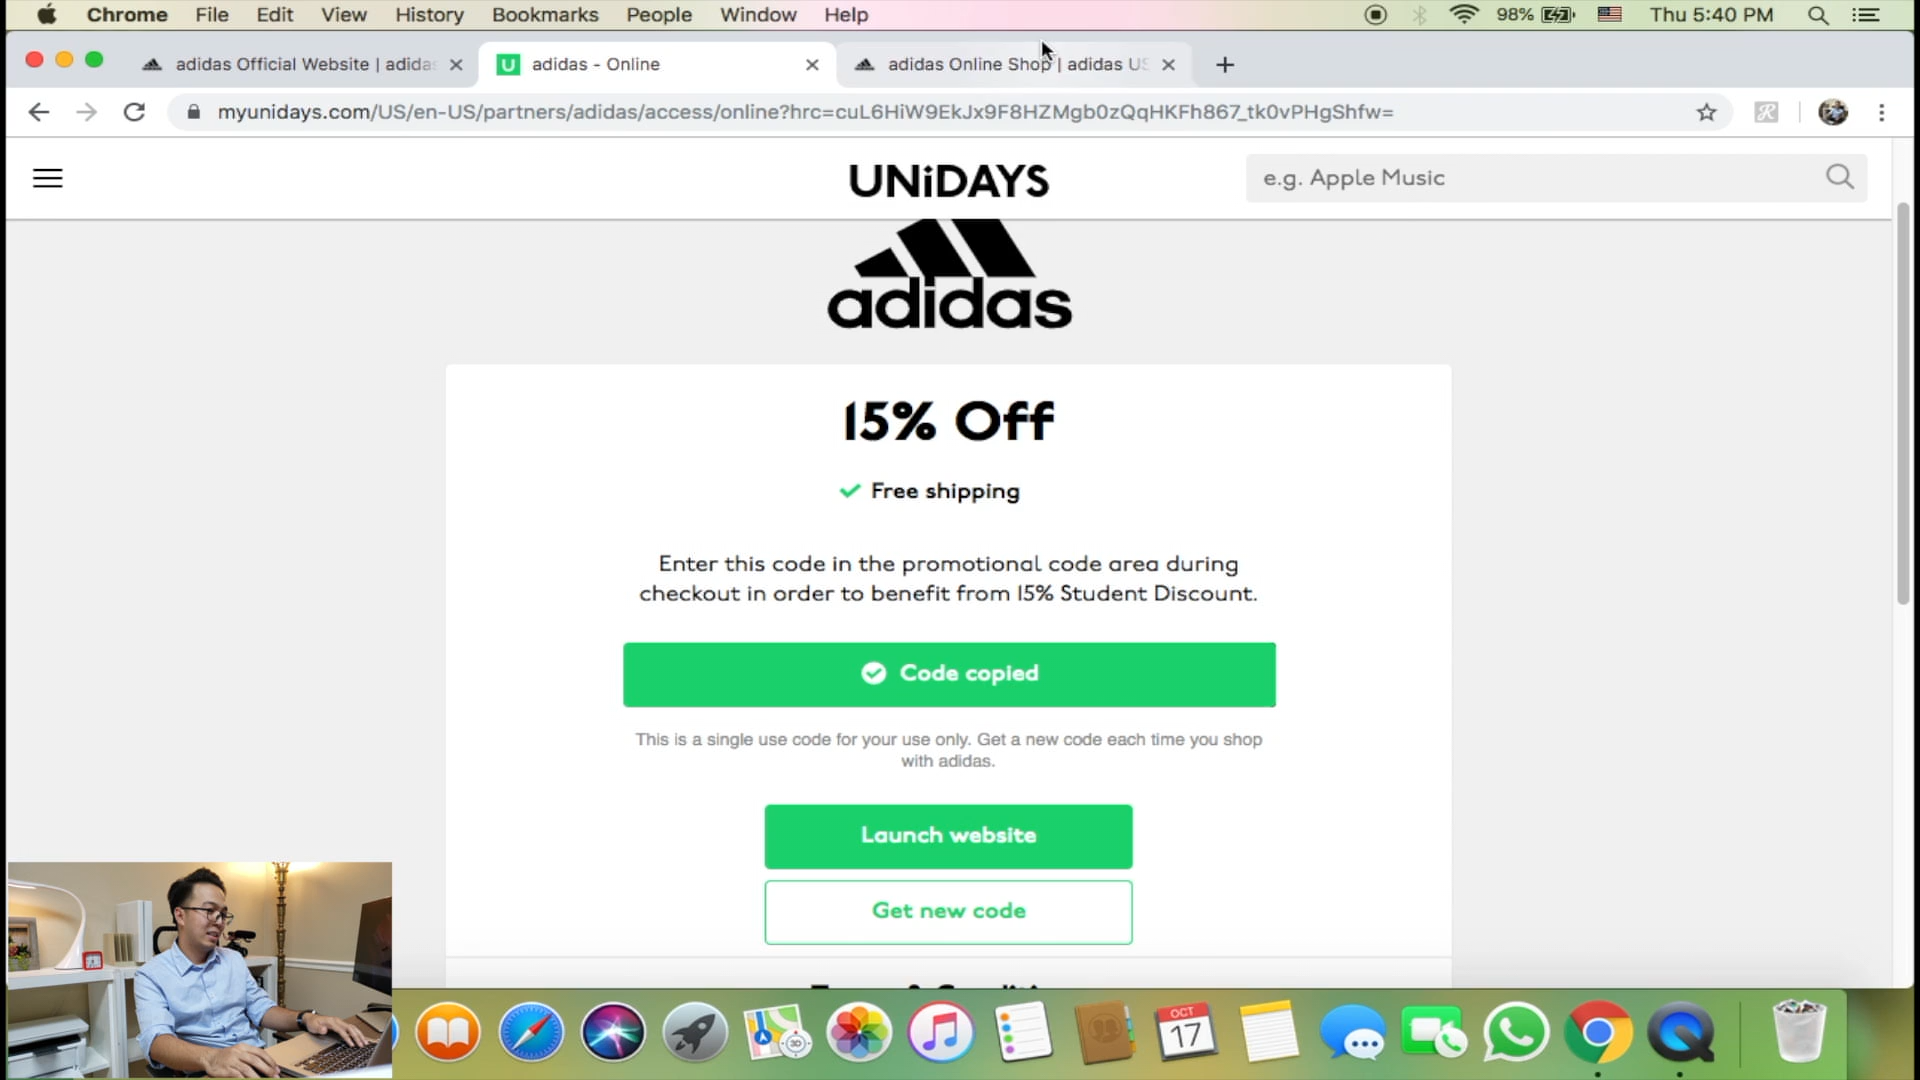 Chrome File Edit View History Bookmarks People Window Help 98% Thu 5:40 PM
adidas Official Website | adidas
adidas - Online
adidas Online Shop | adidas US
myunidays.com/US/en-US/partners/adidas/access/online?hrc=cuL6HiW9EkJx9F8HZMgb0zQqHKFh867_tk0vPHgShfw=
UNiDAYS
e.g. Apple Music
adidas
15% Off
Free shipping
Enter this code in the promotional code area during
checkout in order to benefit from 15% Student Discount.
Code copied
This is a single use code for your use only. Get a new code each time you shop
with adidas.
Launch website
Get new code
OCT
17
3D